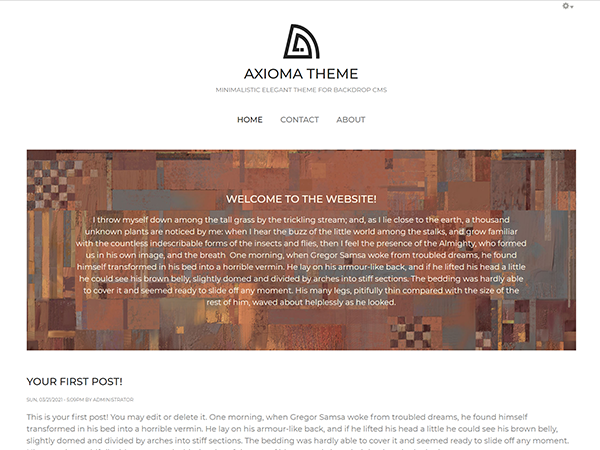 AXIOMA THEME
MINIMALISTIC ELEGANT THEME FOR BACKDROP CMS
HOME CONTACT ABOUT
WELCOME TO THE WEBSITE!
I throw myself down among the tall grass by the trickling stream; and, as I lie close to the earth, a thousand
unknown plants are noticed by me: when I hear the buzz of the little world among the stalks, and grow familiar
with the countless indescribable forms of the insects and flies, then I feel the presence of the Almighty, who formed
us in his own image, and the breath One morning, when Gregor Samsa woke from troubled dreams, he found
himself transformed in his bed into a horrible vermin. He lay on his armour-like back, and if he lifted his head a little
he could see his brown belly, slightly domed and divided by arches into stiff sections. The bedding was hardly able
to cover it and seemed ready to slide off any moment. His many legs, pitifully thin compared with the size of the
rest of him, waved about helplessly as he looked.
YOUR FIRST POST!
SUN, 03/21/2021 - 5:05PM BY ADMINISTRATOR
This is your first post! You may edit or delete it. One morning, when Gregor Samsa woke from troubled dreams, he found himself
transformed in his bed into a horrible vermin. He lay on his armour-like back, and if he lifted his head a little he could see his brown belly,
slightly domed and divided by arches into stiff sections. The bedding was hardly able to cover it and seemed ready to slide off any moment.